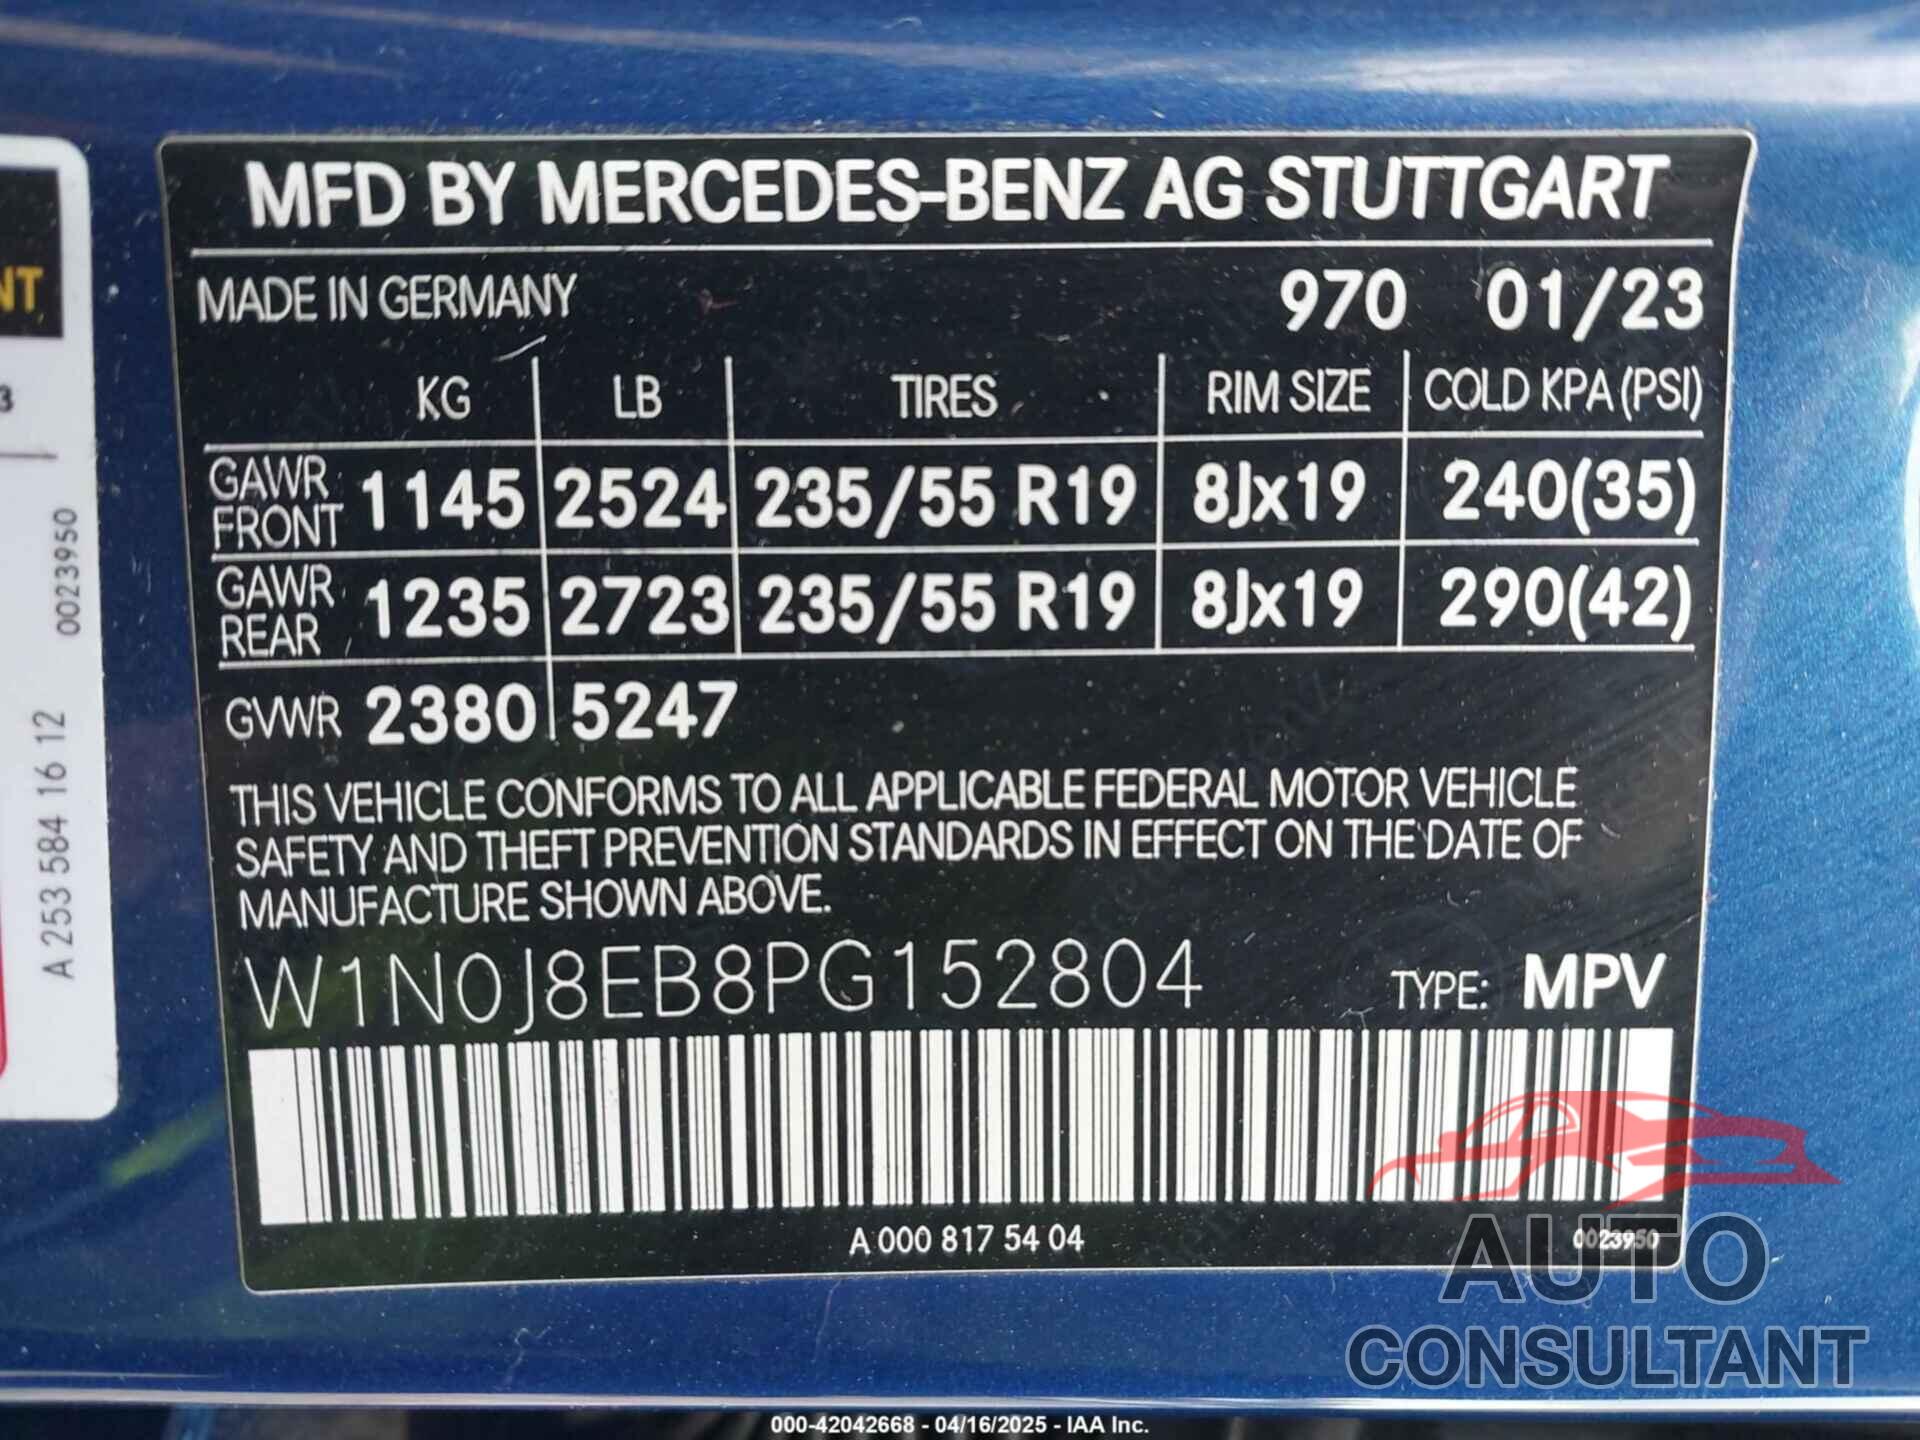 MFD BY MERCEDES-BENZ AG STUTTGART
MADE IN GERMANY 970 01/23
KG LB TIRES RIM SIZE COLD KPA (PSI)
GAWR FRONT 1145 2524 235/55 R19 8Jx19 240(35)
GAWR REAR 1235 2723 235/55 R19 8Jx19 290(42)
GVWR 2380 5247
THIS VEHICLE CONFORMS TO ALL APPLICABLE FEDERAL MOTOR VEHICLE
SAFETY AND THEFT PREVENTION STANDARDS IN EFFECT ON THE DATE OF
MANUFACTURE SHOWN ABOVE.
W1N0J8EB8PG152804 TYPE: MPV
A 000 817 54 04 0023950
NT
3
A 253 584 16 12 0023950
AUTO
CONSULTANT
000-42042668 - 04/16/2025 - IAA Inc.